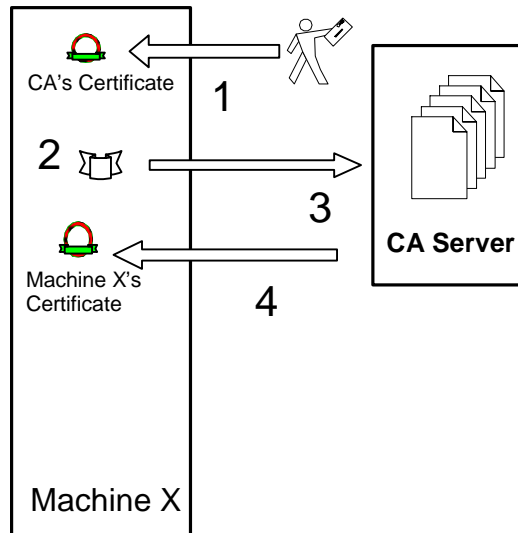 CA's Certificate
1
2
3
CA Server
Machine X's
Certificate
4
Machine X